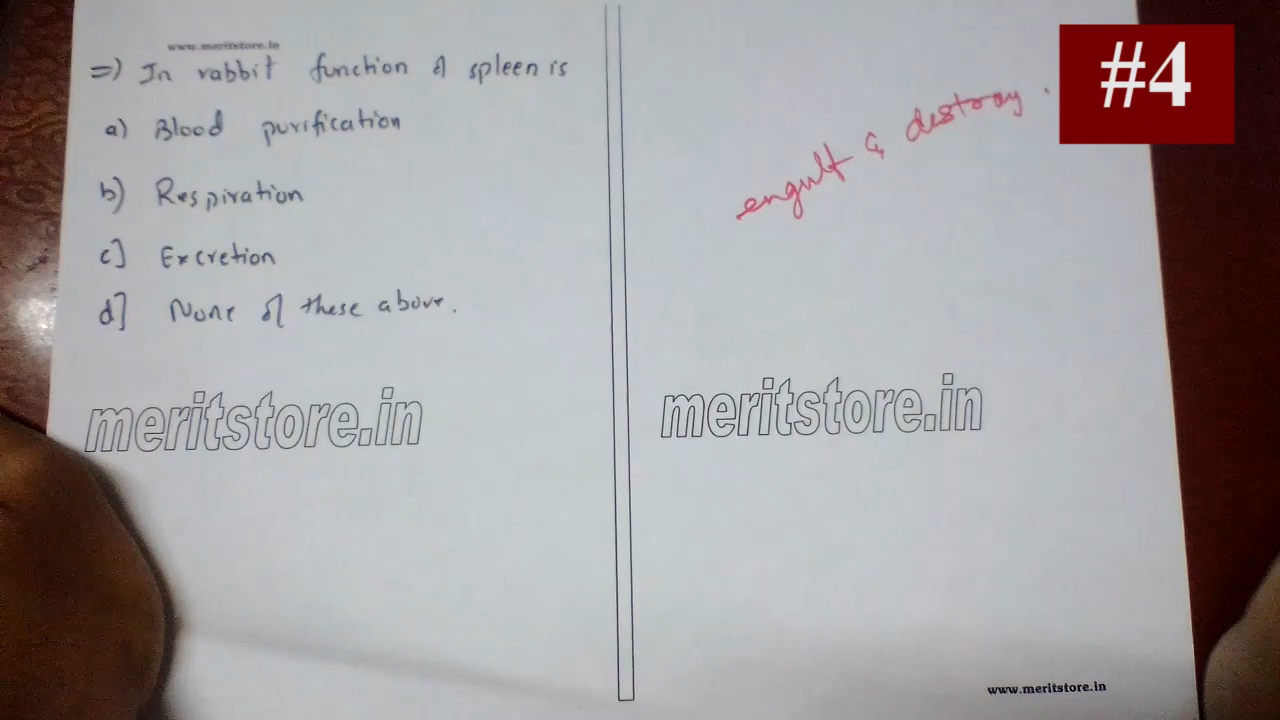 www.meritstore.in
=) In rabbit function of spleen is
a) Blood purification
b) Respiration
c] Excretion
d] None of these above.
meritstore.in
#4
engulf & destroy.
meritstore.in
www.meritstore.in